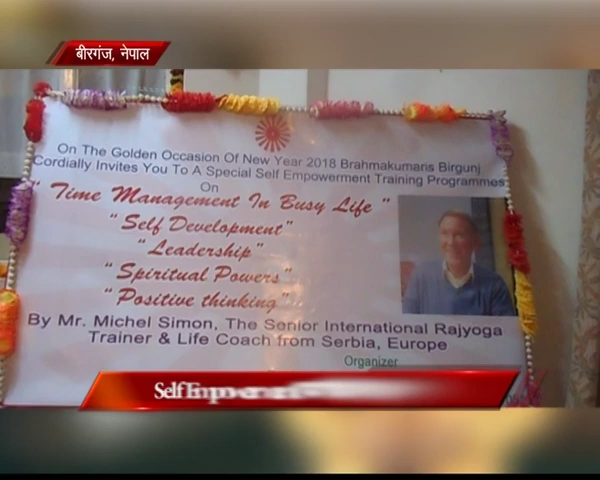 बीरगंज, नेपाल
On The Golden Occasion Of New Year 2018 Brahmakumaris Birgunj
Cordially Invites You To A Special Self Empowerment Training Programmes
On
" Time Management In Busy Life "
" Self Development"
"Leadership"
" Spiritual Powers"
" Positive thinking"
By Mr. Michel Simon, The Senior International Rajyoga
Trainer & Life Coach from Serbia, Europe
Organizer
Self